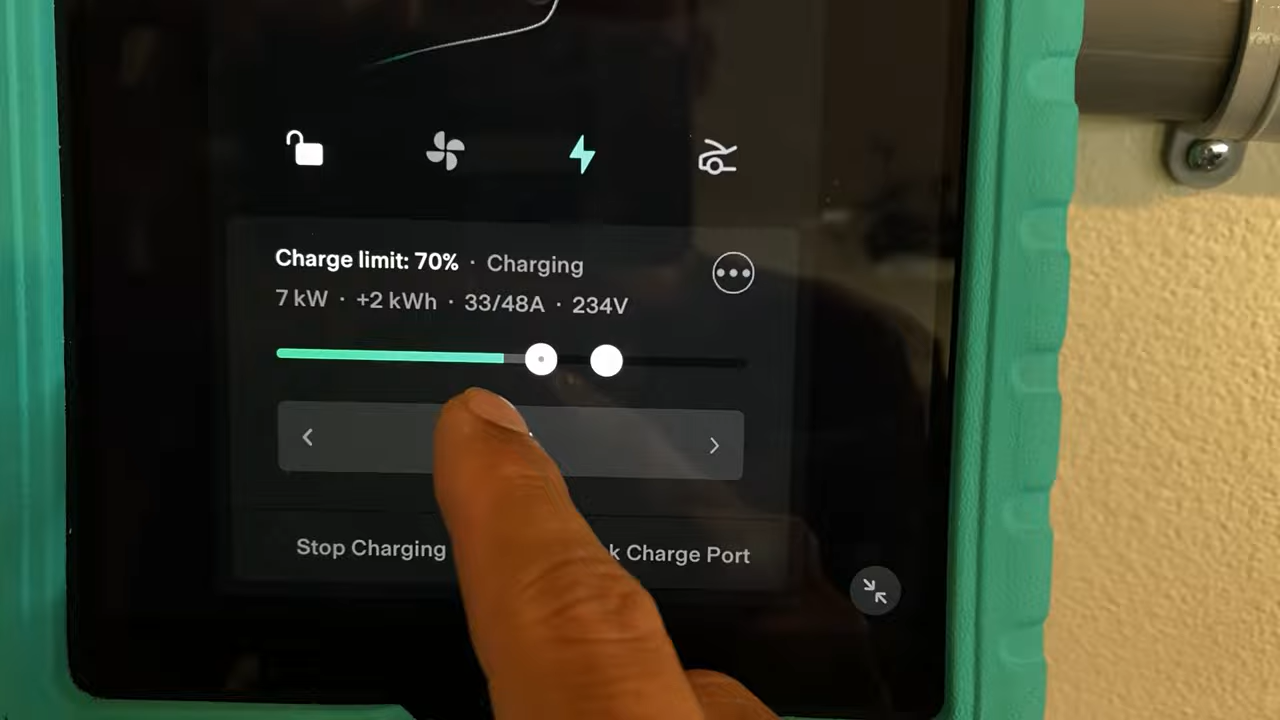 Charge limit: 70% · Charging
7 kW · +2 kWh · 33/48A · 234V
Stop Charging
Charge Port